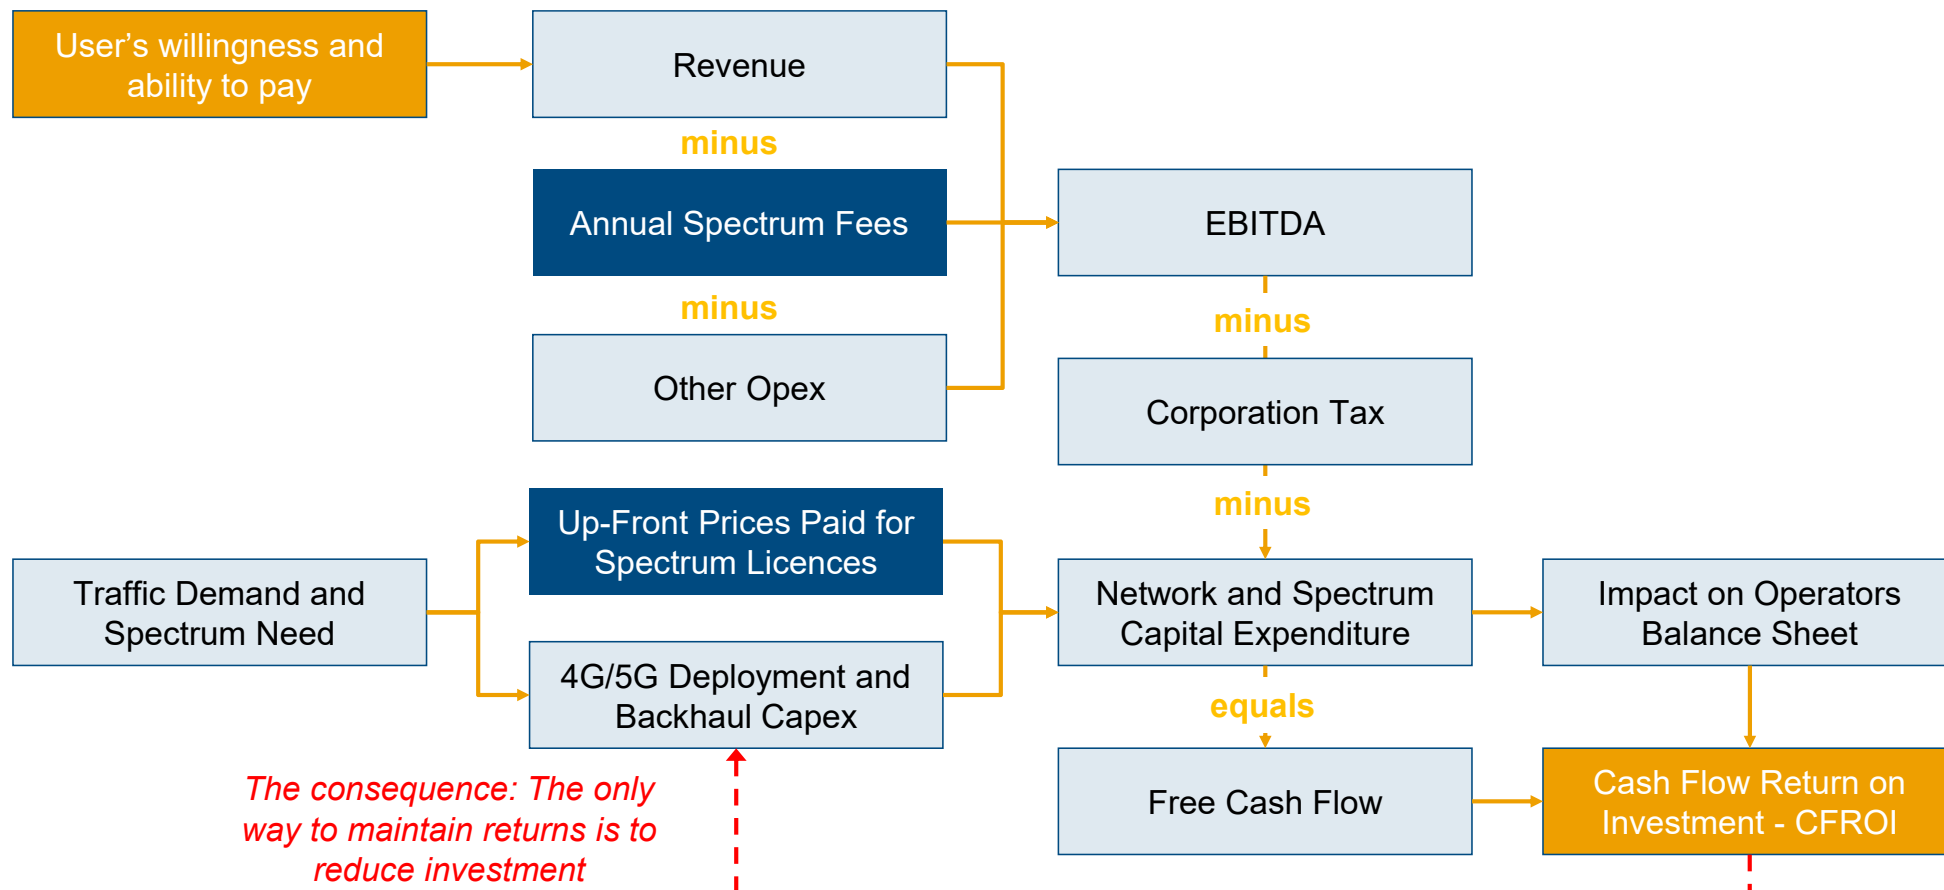 User’s willingness and
ability to pay
Revenue
minus
Annual Spectrum Fees
minus
Other Opex
EBITDA
minus
Corporation Tax
minus
Traffic Demand and
Spectrum Need
Up-Front Prices Paid for
Spectrum Licences
4G/5G Deployment and
Backhaul Capex
Network and Spectrum
Capital Expenditure
Impact on Operators
Balance Sheet
equals
Free Cash Flow
Cash Flow Return on
Investment - CFROI
The consequence: The only
way to maintain returns is to
reduce investment